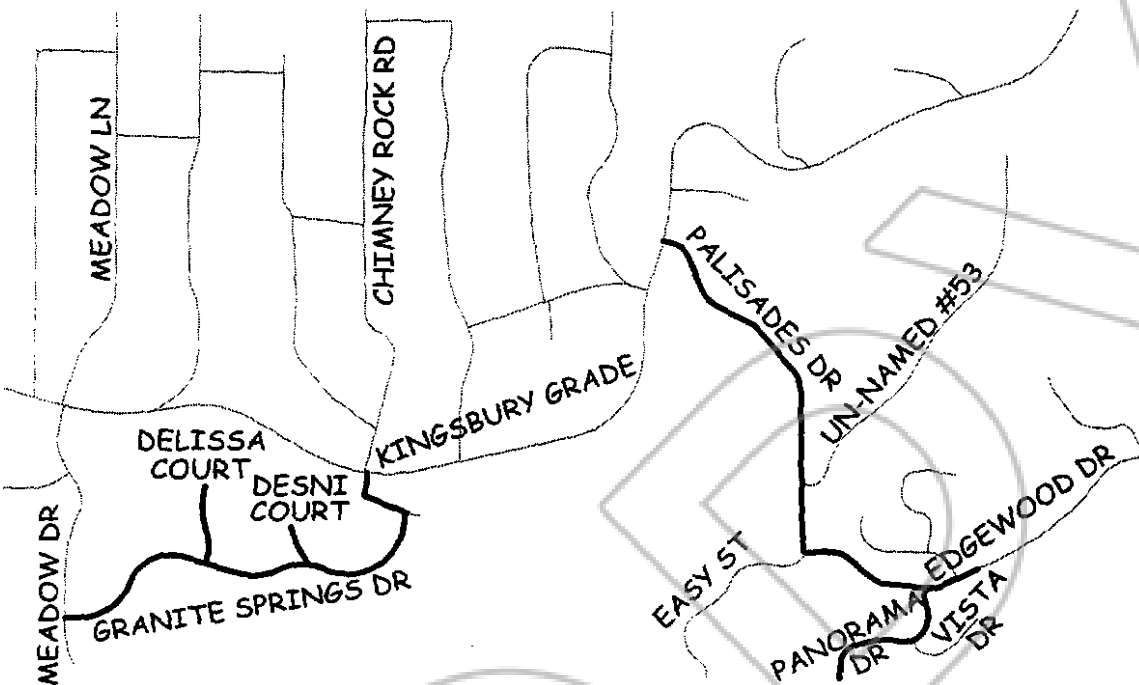 MEADOW LN
CHIMNEY ROCK RD
PALISADES DR
UN-NAMED #53
KINGSBURY GRADE
DELISSA
COURT
DESNI
COURT
MEADOW DR
GRANITE SPRINGS DR
EASY ST
EDGEWOOD DR
PANORAMA
DR
VISTA
DR